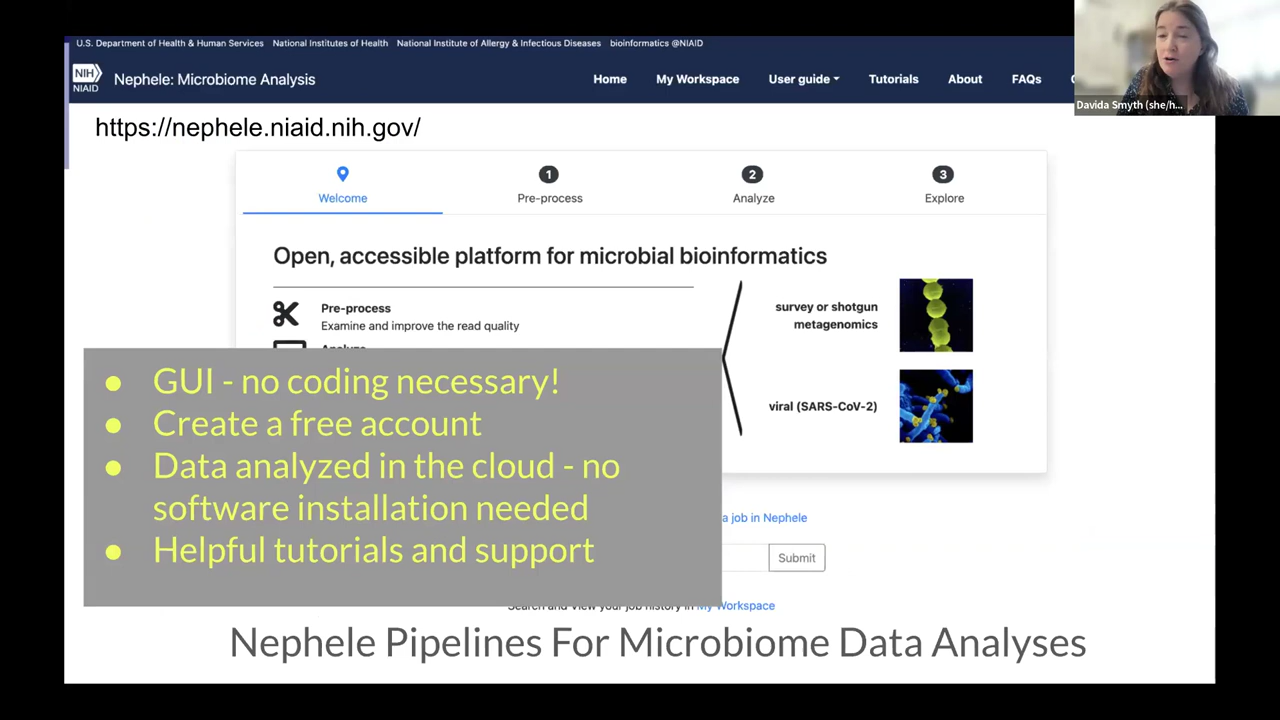 U.S. Department of Health & Human Services National Institutes of Health National Institute of Allergy & Infectious Diseases bioinformatics @NIAID
NIH
NIAID
Nephele: Microbiome Analysis
Home My Workspace User guide Tutorials About FAQs
Davida Smyth (she/h...
https://nephele.niaid.nih.gov/
1 2 3
Welcome Pre-process Analyze Explore
Open, accessible platform for microbial bioinformatics
Pre-process
Examine and improve the read quality
Analyze
survey or shotgun
metagenomics
viral (SARS-CoV-2)
● GUI - no coding necessary!
● Create a free account
● Data analyzed in the cloud - no
software installation needed
● Helpful tutorials and support
a job in Nephele
Submit
Search and View your job history in My Workspace
Nephele Pipelines For Microbiome Data Analyses